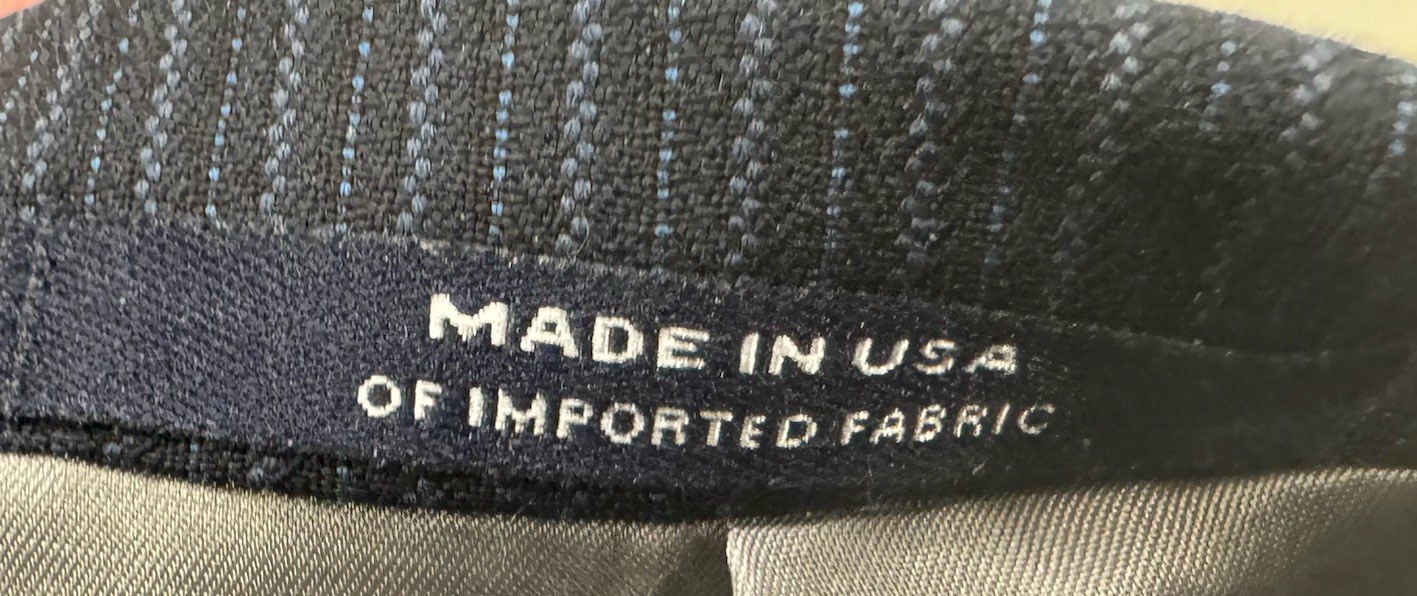 MADE IN USA
OF IMPORTED FABRIC